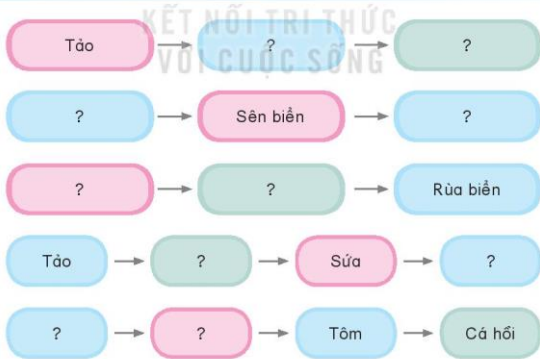 KẾT NỐI TRI THỨC
VỚI CUỘC SỐNG
Tảo → ? → ?
? → Sên biển → ?
? → ? → Rùa biển
Tảo → ? → Sứa → ?
? → ? → Tôm → Cá hồi